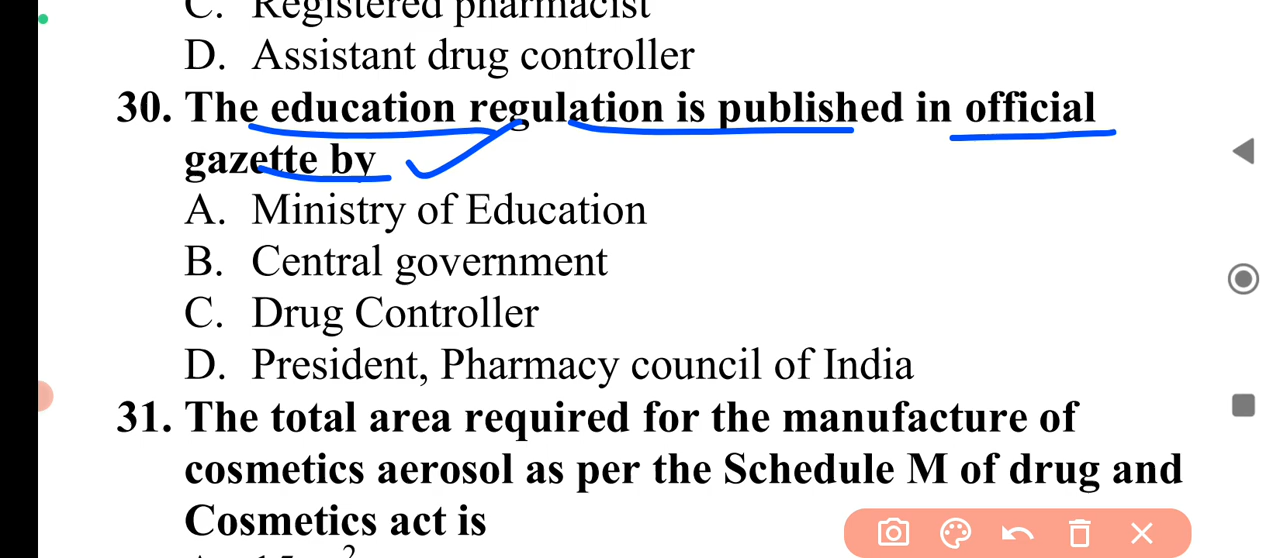 C. Registered pharmacist
D. Assistant drug controller
30. The education regulation is published in official
gazette by
A. Ministry of Education
B. Central government
C. Drug Controller
D. President, Pharmacy council of India
31. The total area required for the manufacture of
cosmetics aerosol as per the Schedule M of drug and
Cosmetics act is